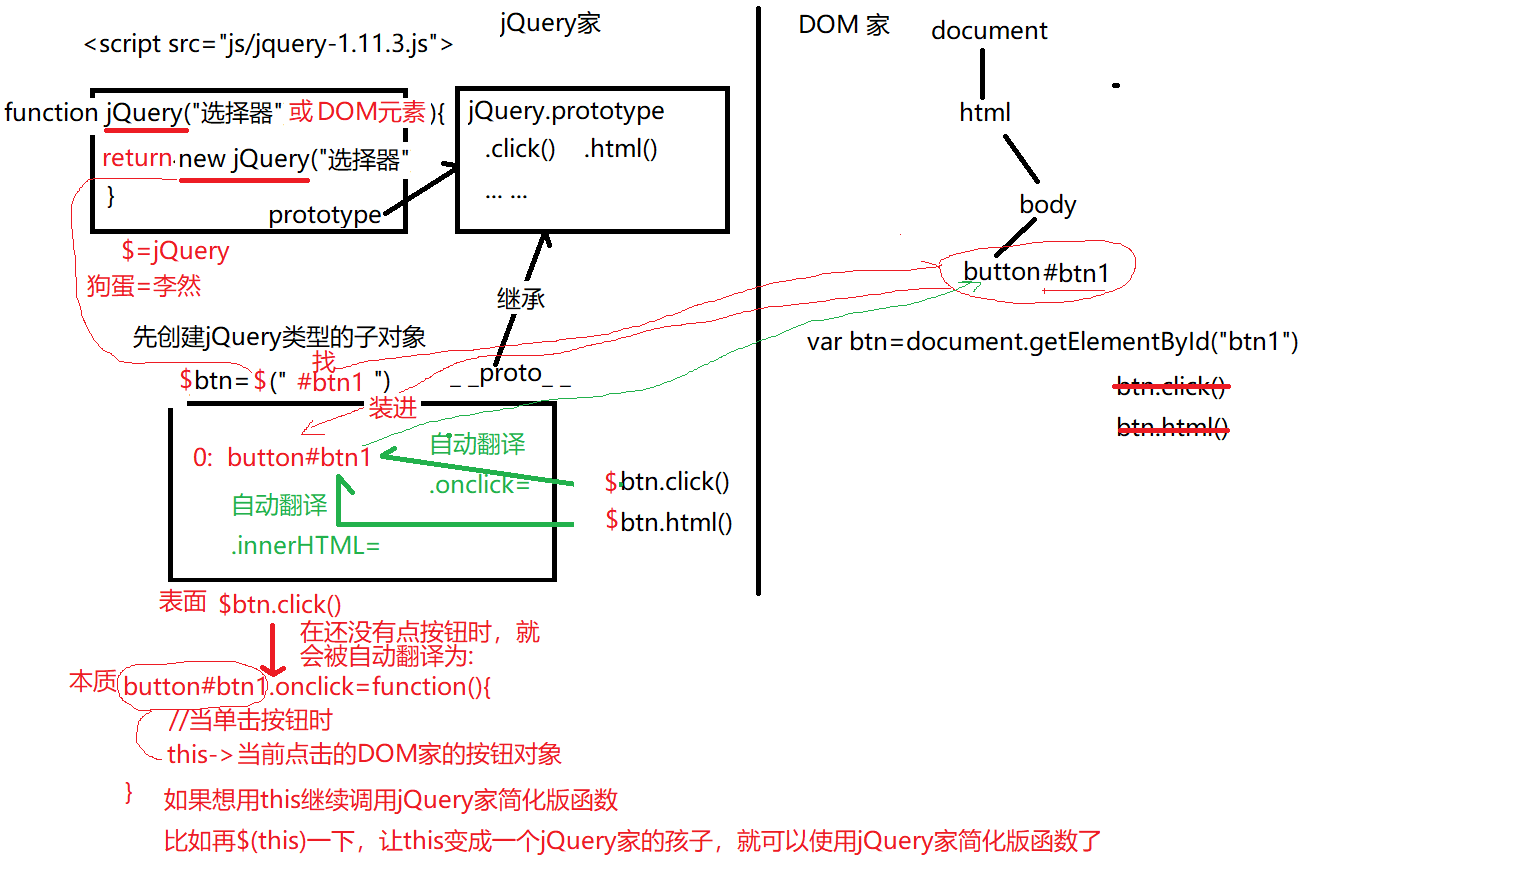 jQuery家
<script src="js/jquery-1.11.3.js">
function jQuery("选择器" 或DOM元素){
return new jQuery("选择器"
}
prototype
$=jQuery
狗蛋=李然
jQuery.prototype
.click() .html()
... ...
继承
先创建jQuery类型的子对象
找
$btn=$(" #btn1 ")
__proto__
装进
0: button#btn1
自动翻译
.onclick=
自动翻译
.innerHTML=
$btn.click()
$btn.html()
表面 $btn.click()
在还没有点按钮时，就
会被自动翻译为:
本质 button#btn1.onclick=function(){
//当单击按钮时
this->当前点击的DOM家的按钮对象
}
如果想用this继续调用jQuery家简化版函数
比如再$(this)一下，让this变成一个jQuery家的孩子，就可以使用jQuery家简化版函数了
DOM 家
document
html
body
button #btn1
var btn=document.getElementById("btn1")
btn.click()
btn.html()